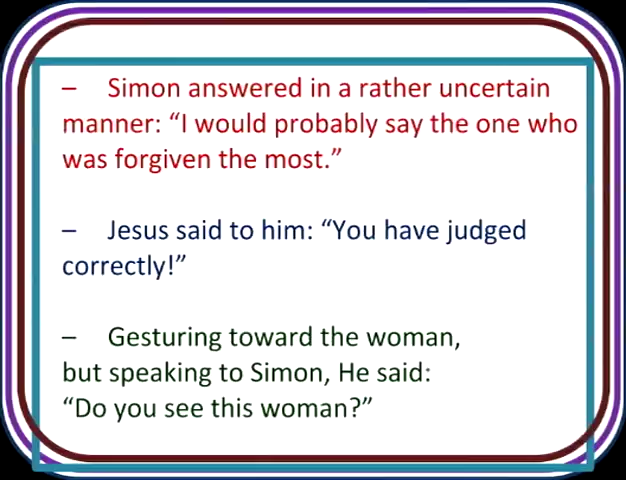 – Simon answered in a rather uncertain
manner: “I would probably say the one who
was forgiven the most.”
– Jesus said to him: “You have judged
correctly!”
– Gesturing toward the woman,
but speaking to Simon, He said:
“Do you see this woman?”